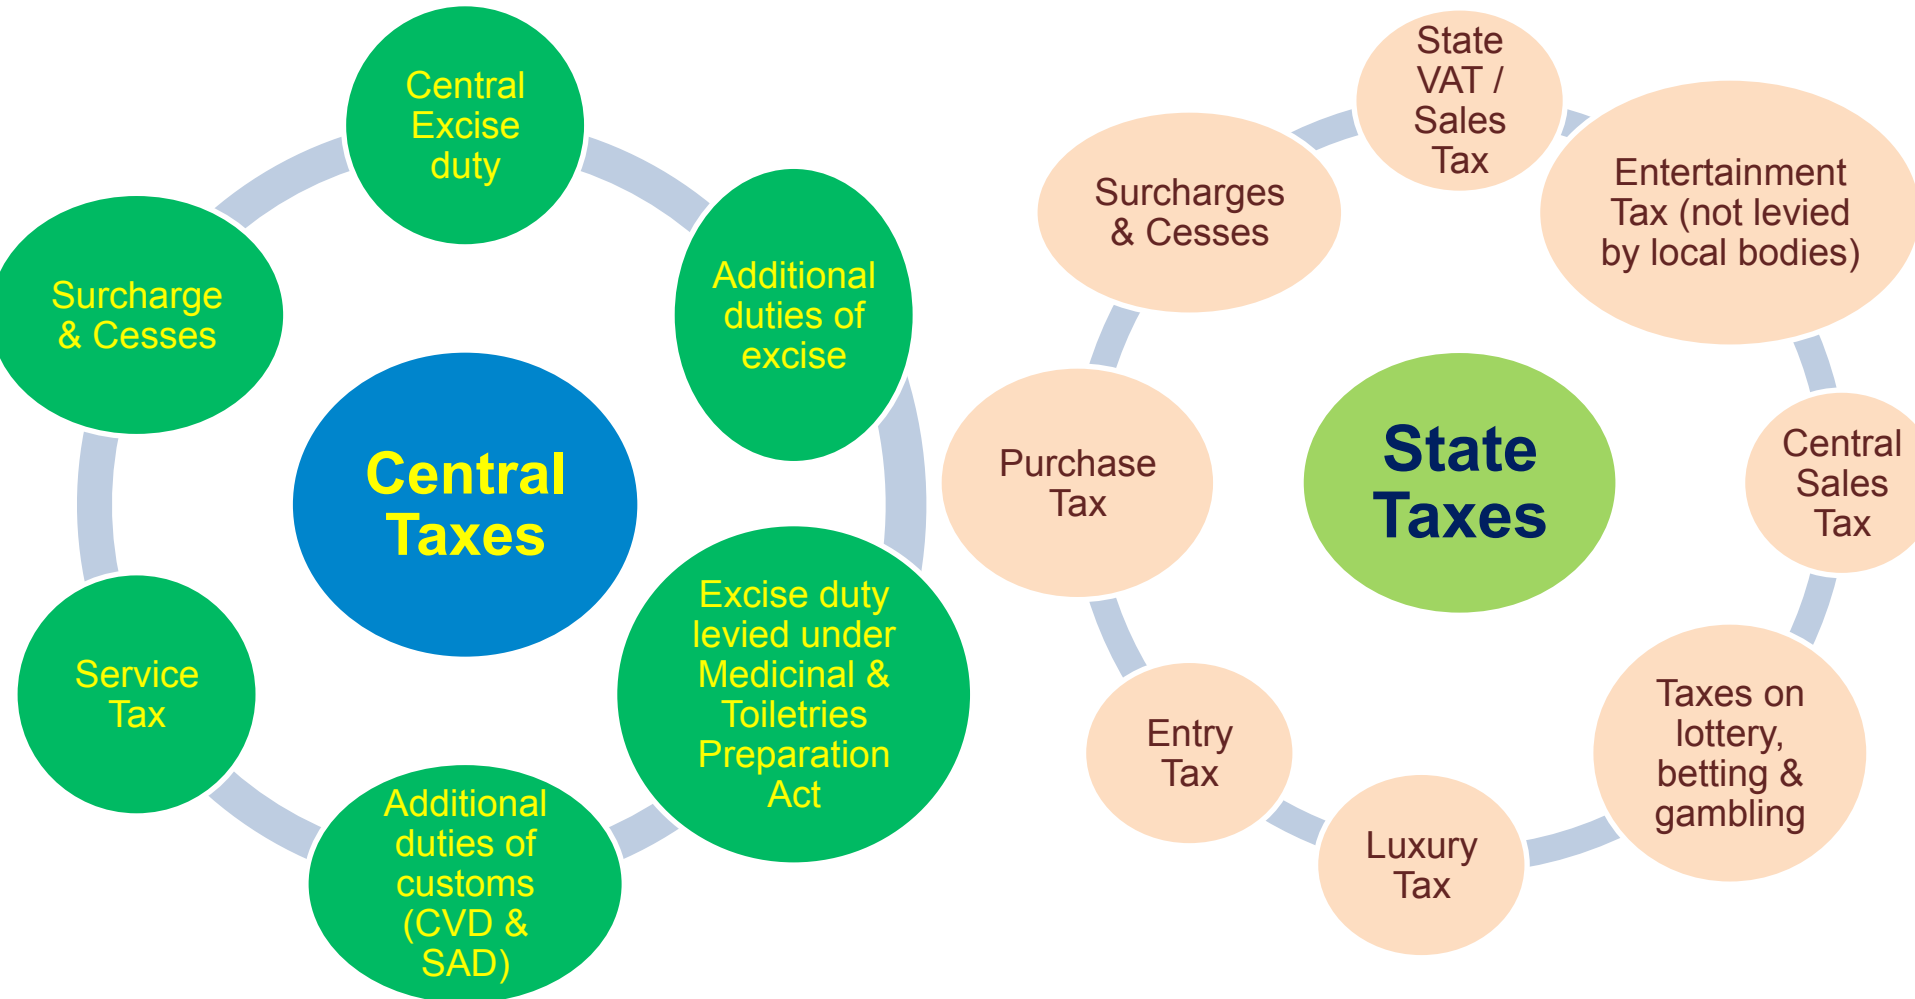 Central
Excise
duty
Additional
duties of
excise
Excise duty
levied under
Medicinal &
Toiletries
Preparation
Act
Additional
duties of
customs
(CVD &
SAD)
Service
Tax
Surcharge
& Cesses
Central
Taxes
State
VAT /
Sales
Tax
Entertainment
Tax (not levied
by local bodies)
Central
Sales
Tax
Taxes on
lottery,
betting &
gambling
Luxury
Tax
Entry
Tax
Purchase
Tax
Surcharges
& Cesses
State
Taxes